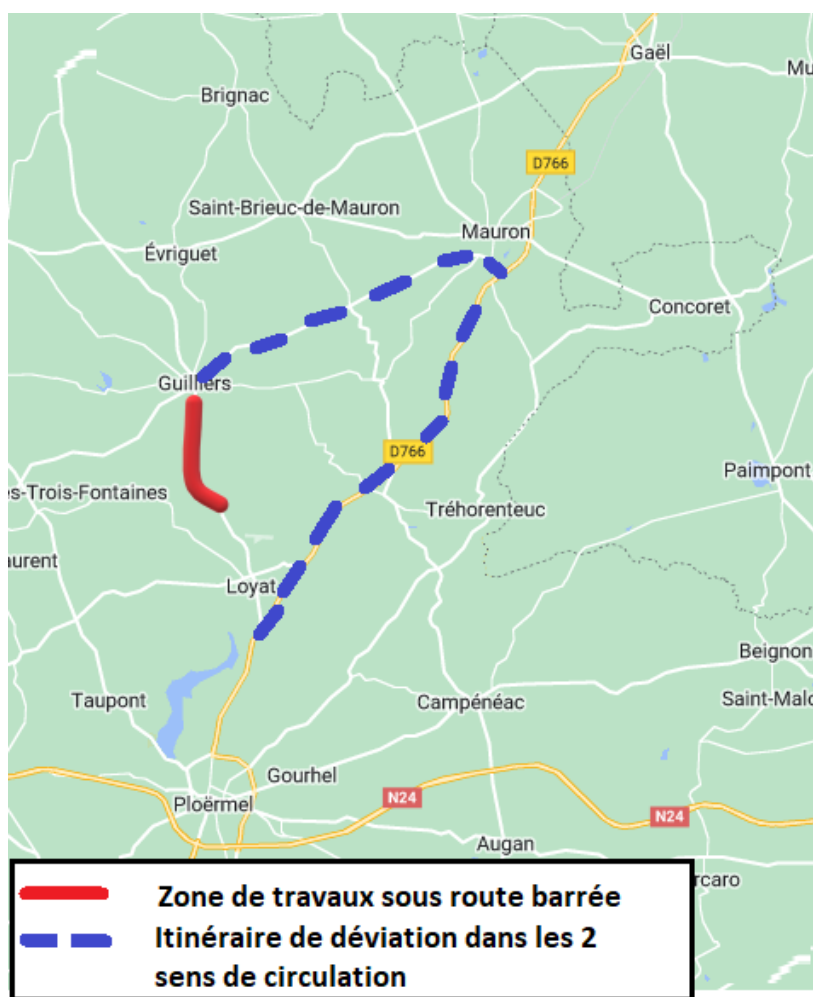 Gaël
Mu
Brignac
D766
Saint-Brieuc-de-Mauron
Mauron
Évriguet
Concoret
Guilliers
D766
Paimpont
es-Trois-Fontaines
Tréhorenteuc
aurent
Loyat
Beignon
Taupont
Campénéac
Saint-Malo
Gourhel
Ploërmel
N24
N24
Augan
rcaro
Zone de travaux sous route barrée
Itinéraire de déviation dans les 2
sens de circulation